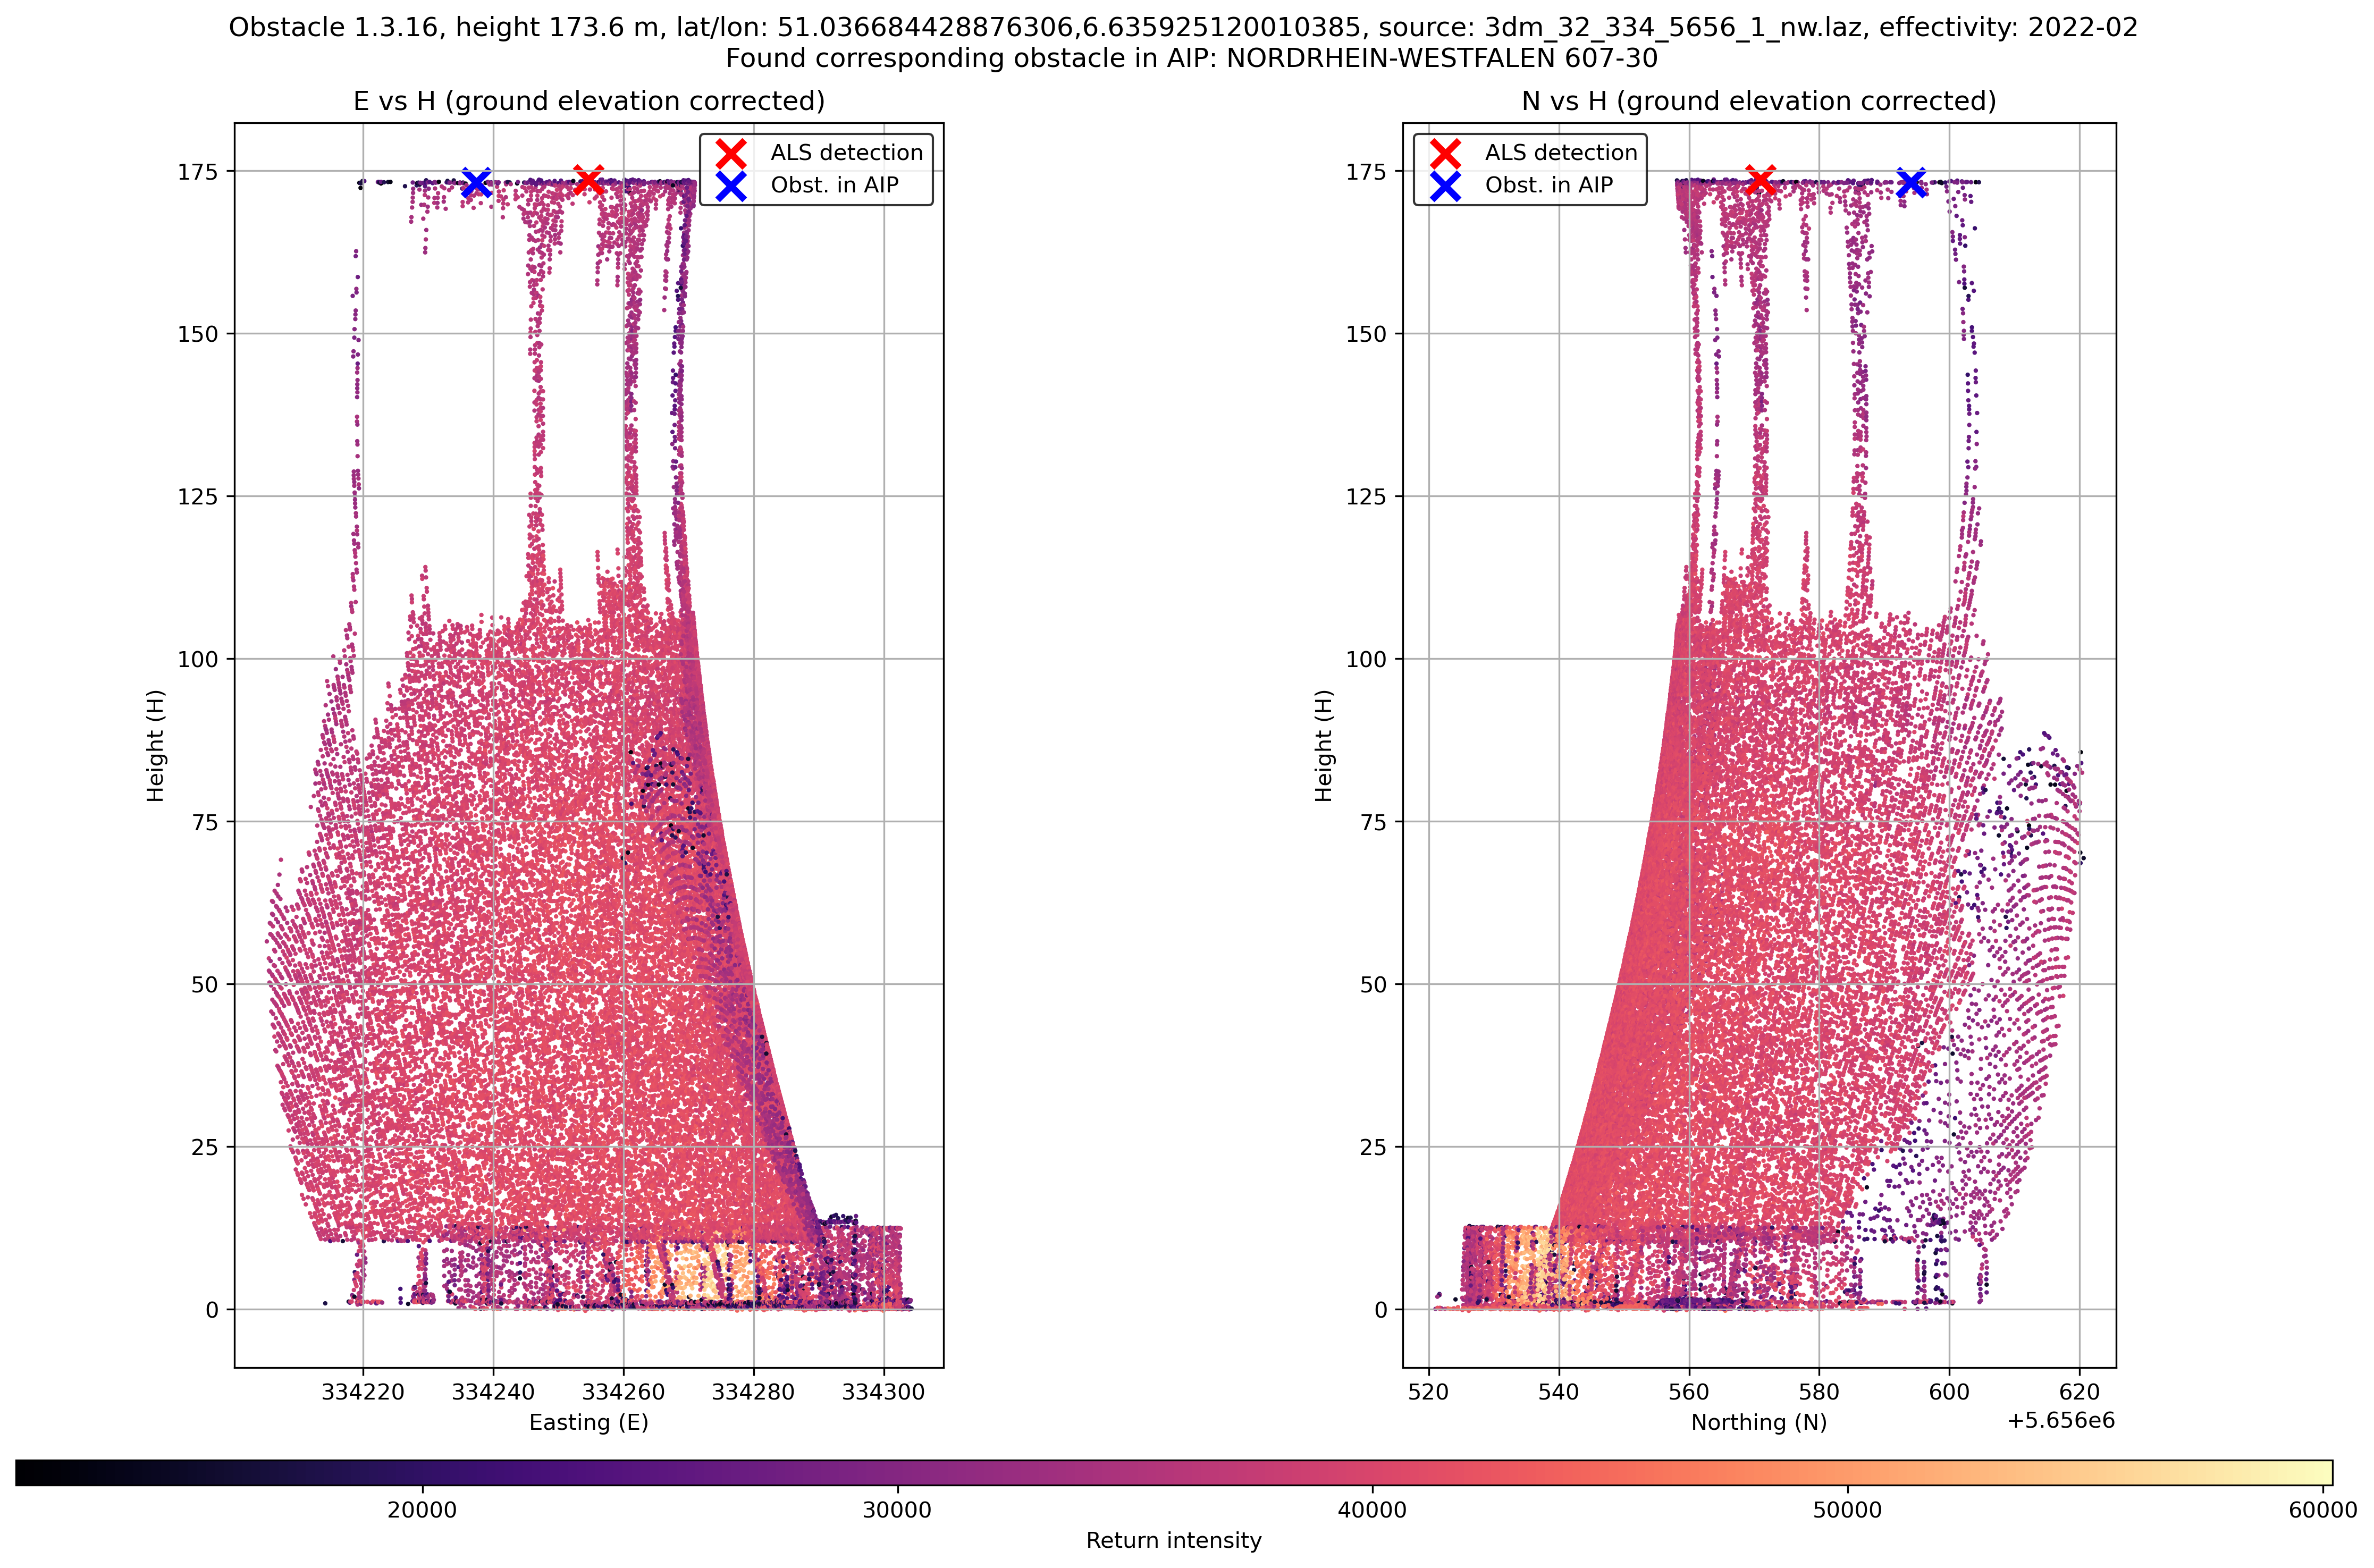 Obstacle 1.3.16, height 173.6 m, lat/lon: 51.036684428876306,6.635925120010385, source: 3dm_32_334_5656_1_nw.laz, effectivity: 2022-02
Found corresponding obstacle in AIP: NORDRHEIN-WESTFALEN 607-30
E vs H (ground elevation corrected)
ALS detection
Obst. in AIP
175
150
125
100
75
50
25
0
Height (H)
334220 334240 334260 334280 334300
Easting (E)
N vs H (ground elevation corrected)
ALS detection
Obst. in AIP
175
150
125
100
75
50
25
0
Height (H)
520 540 560 580 600 620
Northing (N)
+5.656e6
20000 30000 40000 50000 60000
Return intensity